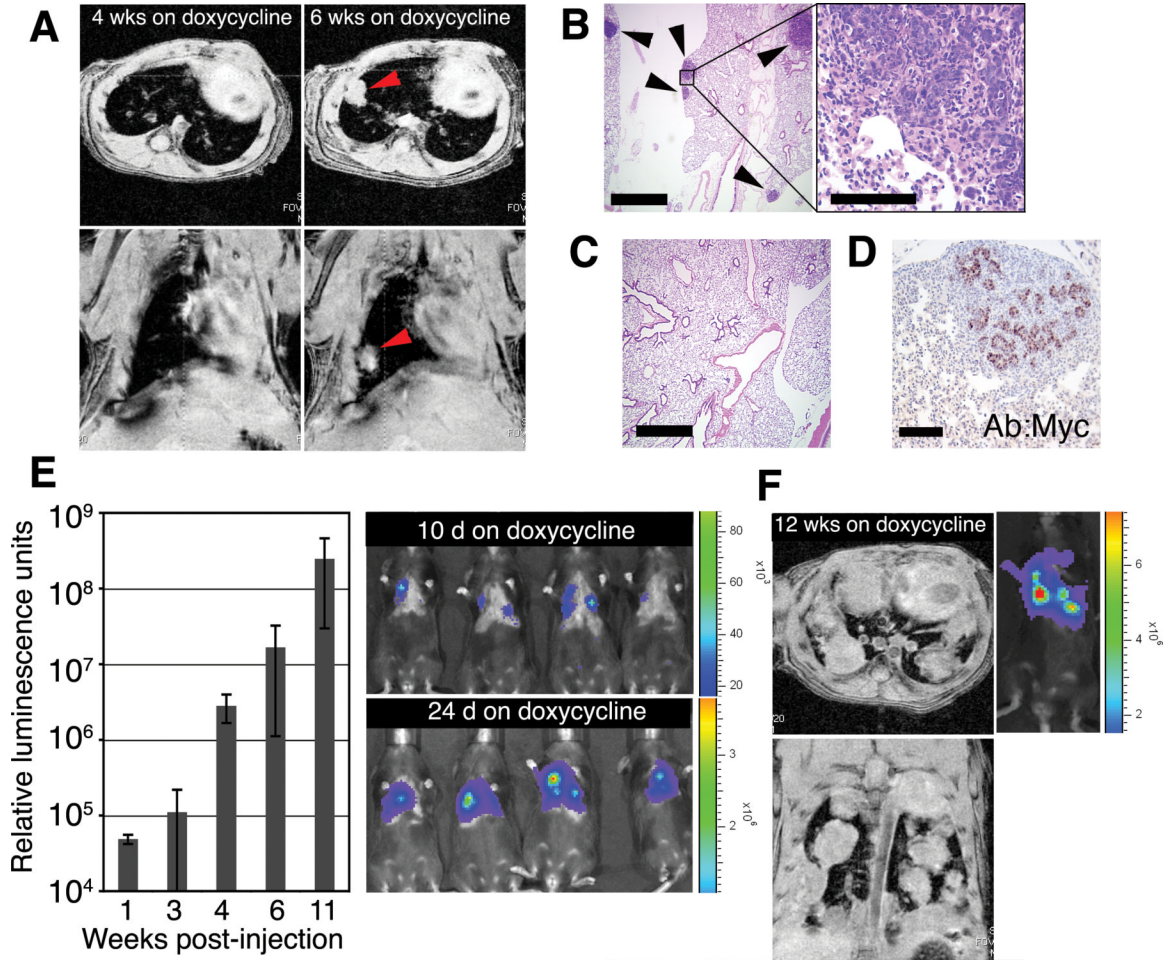 A
4 wks on doxycycline
6 wks on doxycycline
FOV
FOV
B
C
D
Ab:Myc
E
Relative luminescence units
10⁹
10⁸
10⁷
10⁶
10⁵
10⁴
1 3 4 6 11
Weeks post-injection
10 d on doxycycline
80
60
40
20
x10³
24 d on doxycycline
3
2
x10⁶
F
12 wks on doxycycline
6
4
2
x10⁶